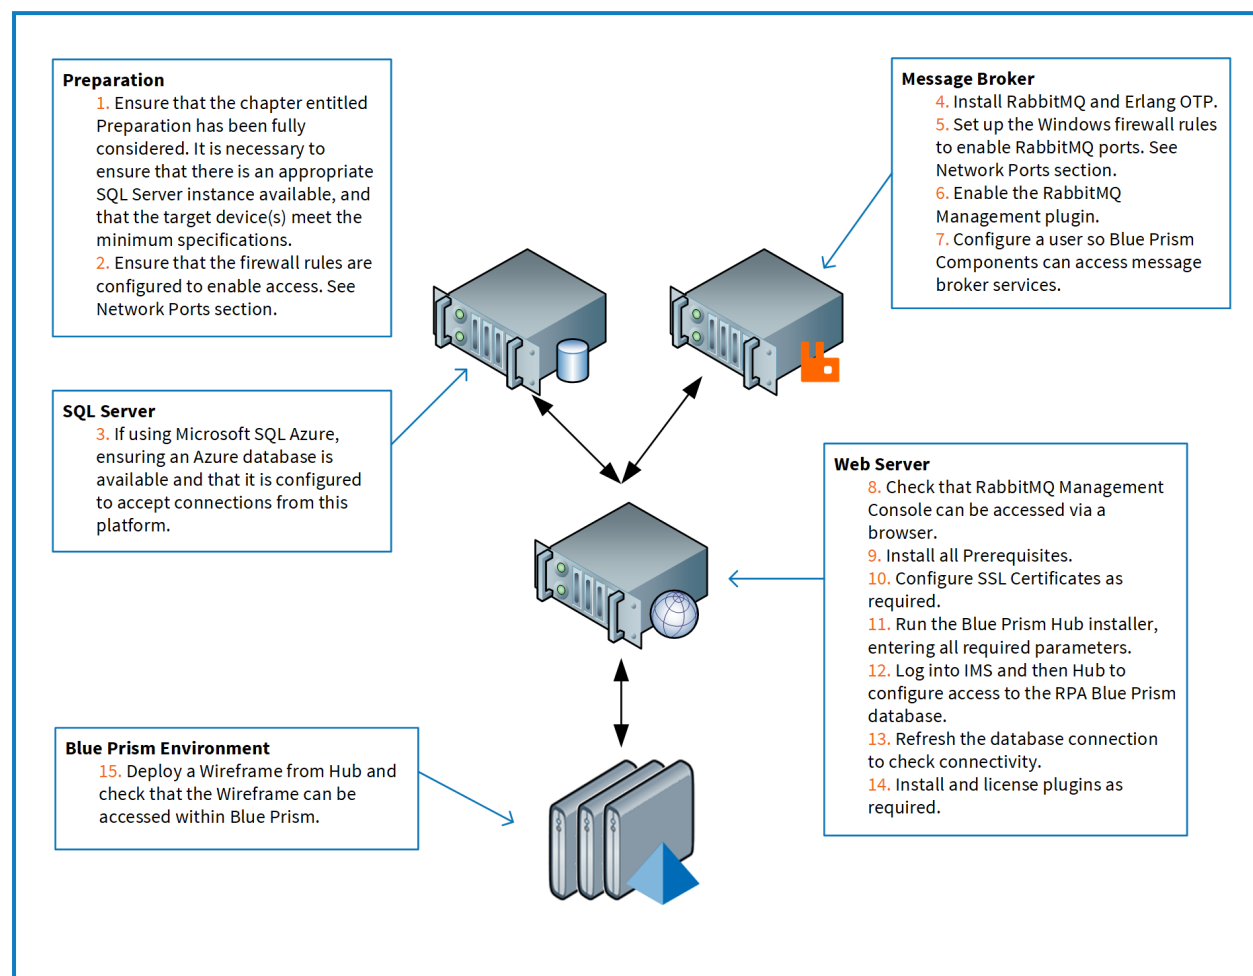 Preparation
1. Ensure that the chapter entitled
Preparation has been fully
considered. It is necessary to
ensure that there is an appropriate
SQL Server instance available, and
that the target device(s) meet the
minimum specifications.
2. Ensure that the firewall rules are
configured to enable access. See
Network Ports section.
SQL Server
3. If using Microsoft SQL Azure,
ensuring an Azure database is
available and that it is configured
to accept connections from this
platform.
Message Broker
4. Install RabbitMQ and Erlang OTP.
5. Set up the Windows firewall rules
to enable RabbitMQ ports. See
Network Ports section.
6. Enable the RabbitMQ
Management plugin.
7. Configure a user so Blue Prism
Components can access message
broker services.
Web Server
8. Check that RabbitMQ Management
Console can be accessed via a
browser.
9. Install all Prerequisites.
10. Configure SSL Certificates as
required.
11. Run the Blue Prism Hub installer,
entering all required parameters.
12. Log into IMS and then Hub to
configure access to the RPA Blue Prism
database.
13. Refresh the database connection
to check connectivity.
14. Install and license plugins as
required.
Blue Prism Environment
15. Deploy a Wireframe from Hub and
check that the Wireframe can be
accessed within Blue Prism.